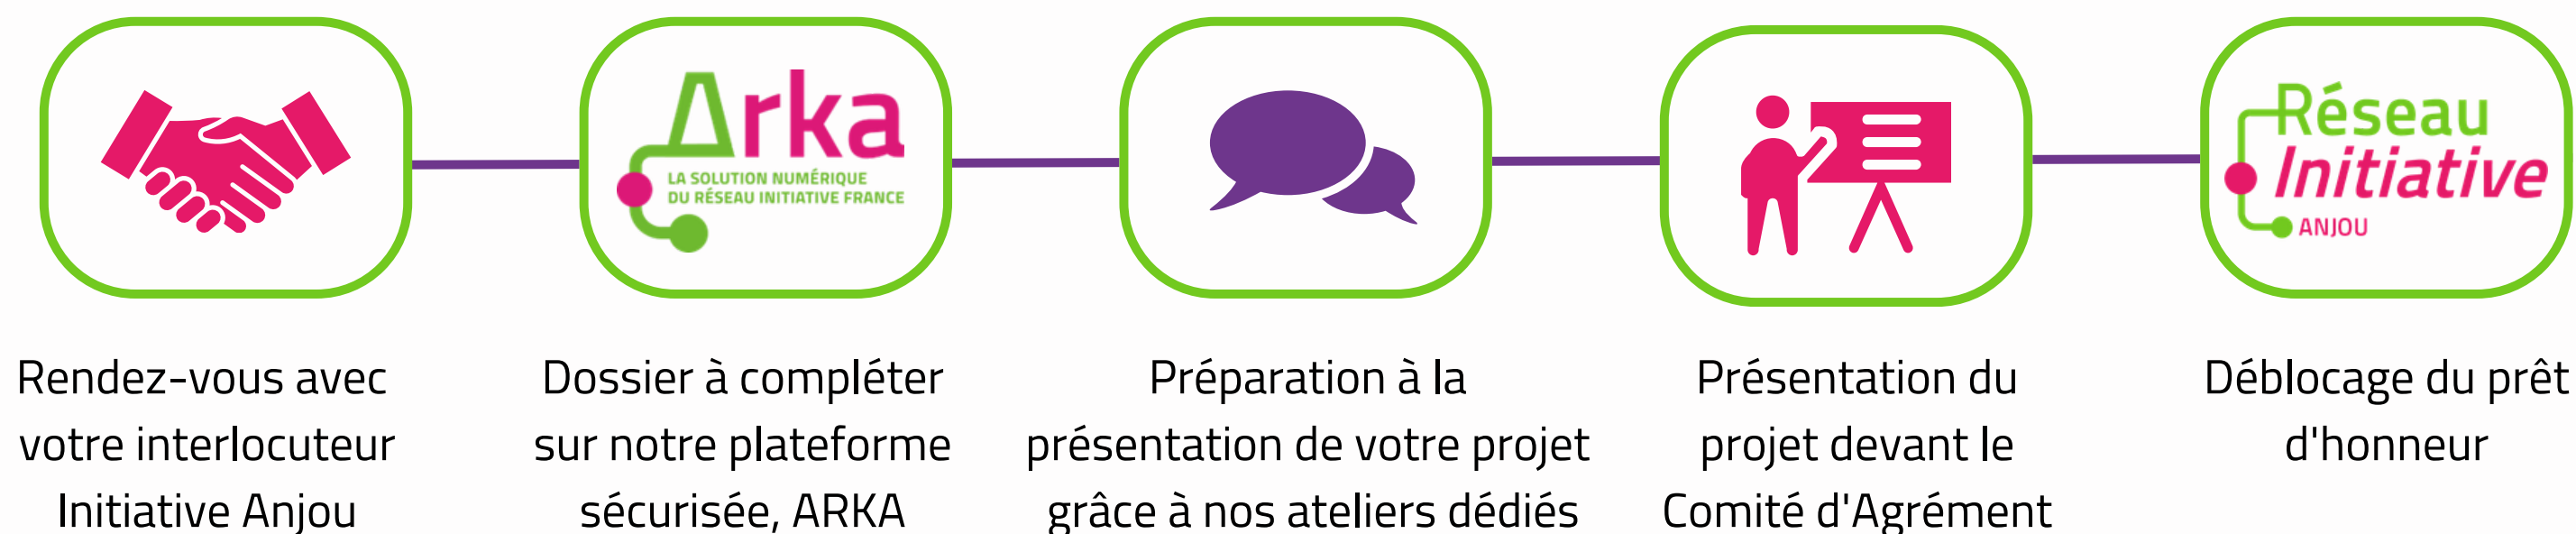 Arka
LA SOLUTION NUMÉRIQUE
DU RÉSEAU INITIATIVE FRANCE
Réseau
Initiative
ANJOU
Rendez-vous avec
votre interlocuteur
Initiative Anjou
Dossier à compléter
sur notre plateforme
sécurisée, ARKA
Préparation à la
présentation de votre projet
grâce à nos ateliers dédiés
Présentation du
projet devant le
Comité d'Agrément
Déblocage du prêt
d'honneur